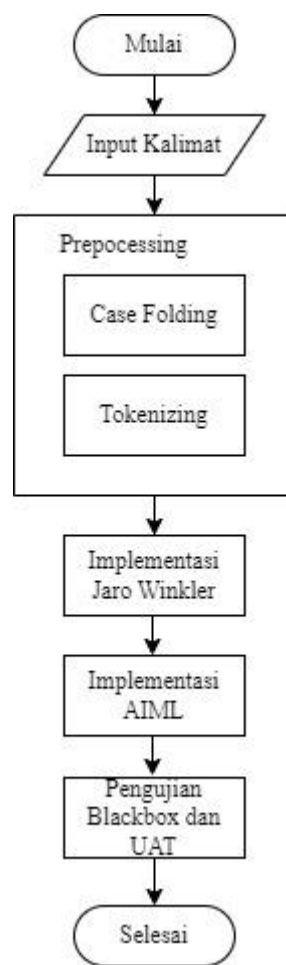 Mulai
Input Kalimat
Prepocessing
Case Folding
Tokenizing
Implementasi
Jaro Winkler
Implementasi
AIML
Pengujian
Blackbox dan
UAT
Selesai